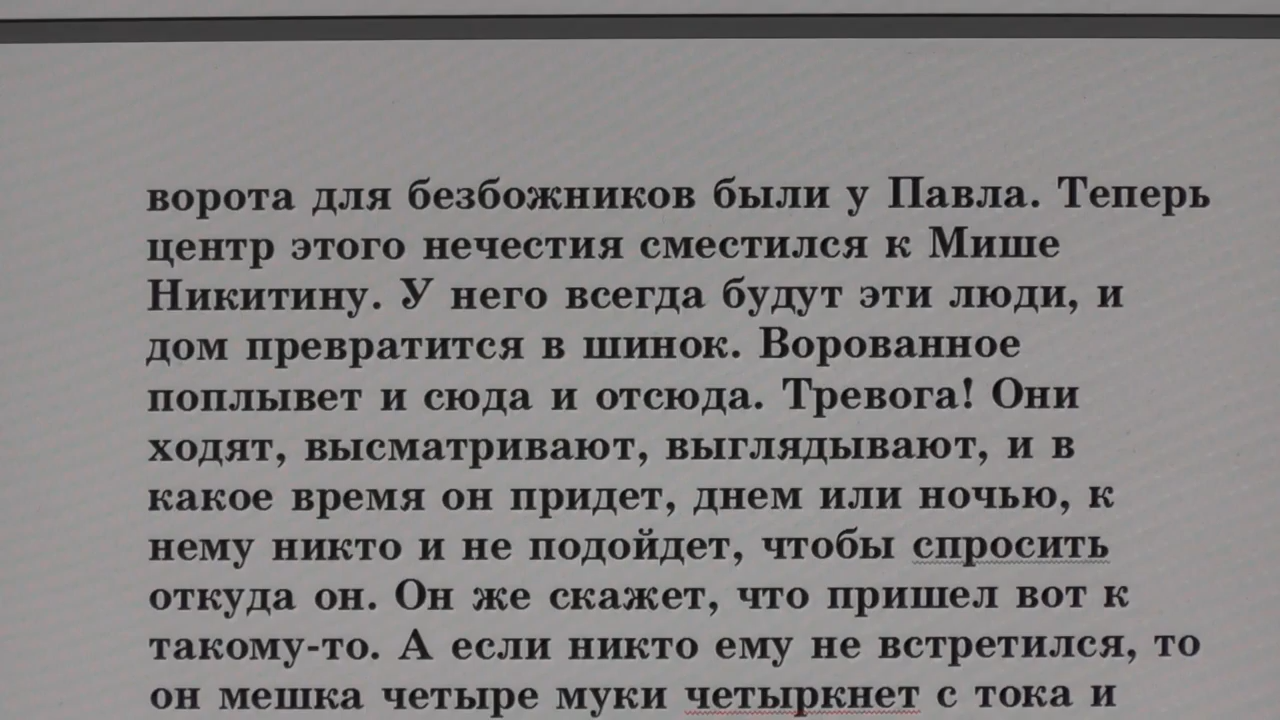 ворота для безбожников были у Павла. Теперь
центр этого нечестия сместился к Мише
Никитину. У него всегда будут эти люди, и
дом превратится в шинок. Ворованное
поплывет и сюда и отсюда. Тревога! Они
ходят, высматривают, выглядывают, и в
какое время он придет, днем или ночью, к
нему никто и не подойдет, чтобы спросить
откуда он. Он же скажет, что пришел вот к
такому-то. А если никто ему не встретился, то
он мешка четыре муки четыркнет с тока и